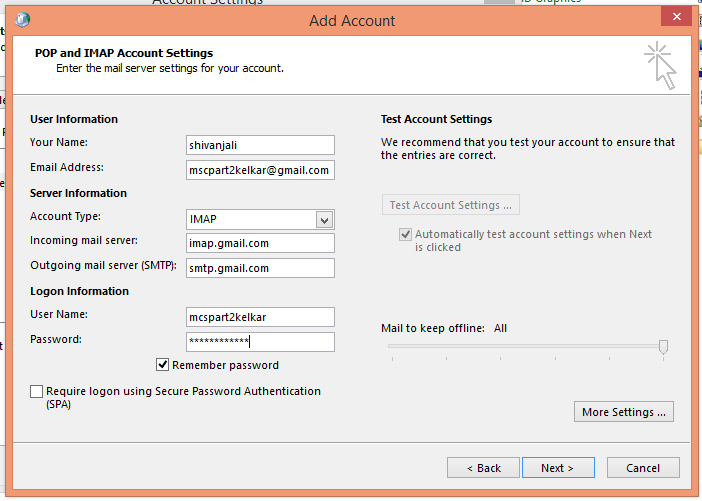 Account Settings
Add Account
POP and IMAP Account Settings
Enter the mail server settings for your account.
User Information
Your Name: shivanjali
Email Address: mscpart2kelkar@gmail.com
Server Information
Account Type: IMAP
Incoming mail server: imap.gmail.com
Outgoing mail server (SMTP): smtp.gmail.com
Logon Information
User Name: mcspart2kelkar
Password: ************
Remember password
Require logon using Secure Password Authentication
(SPA)
Test Account Settings
We recommend that you test your account to ensure that
the entries are correct.
Test Account Settings ...
Automatically test account settings when Next
is clicked
Mail to keep offline: All
More Settings ...
< Back Next > Cancel